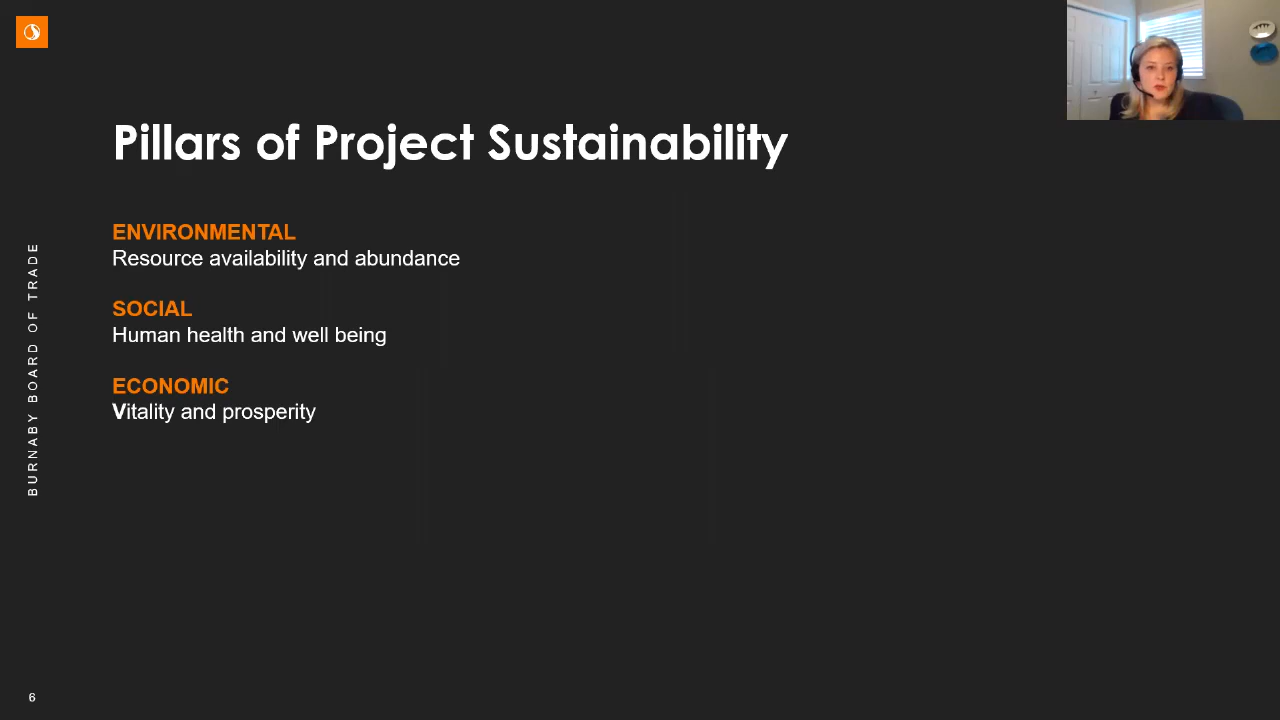 Pillars of Project Sustainability
ENVIRONMENTAL
Resource availability and abundance
SOCIAL
Human health and well being
ECONOMIC
Vitality and prosperity
BURNABY BOARD OF TRADE
6